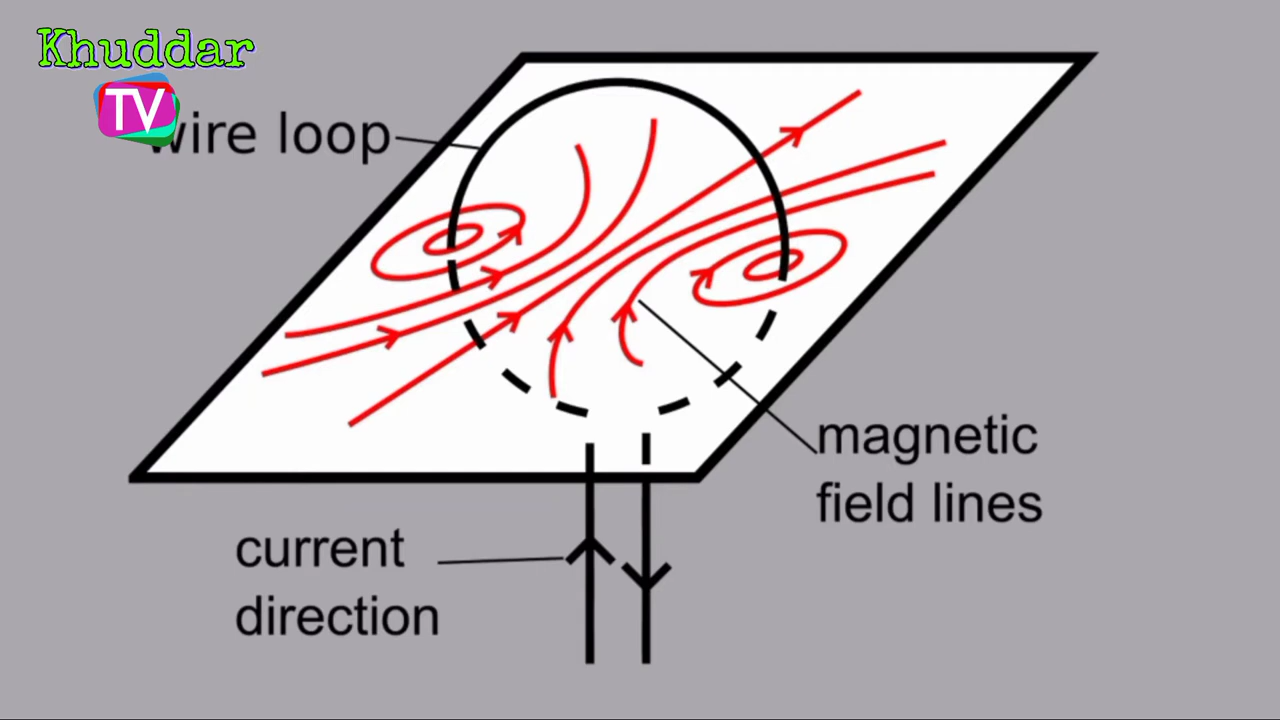 Khuddar
TV
wire loop
magnetic
field lines
current
direction